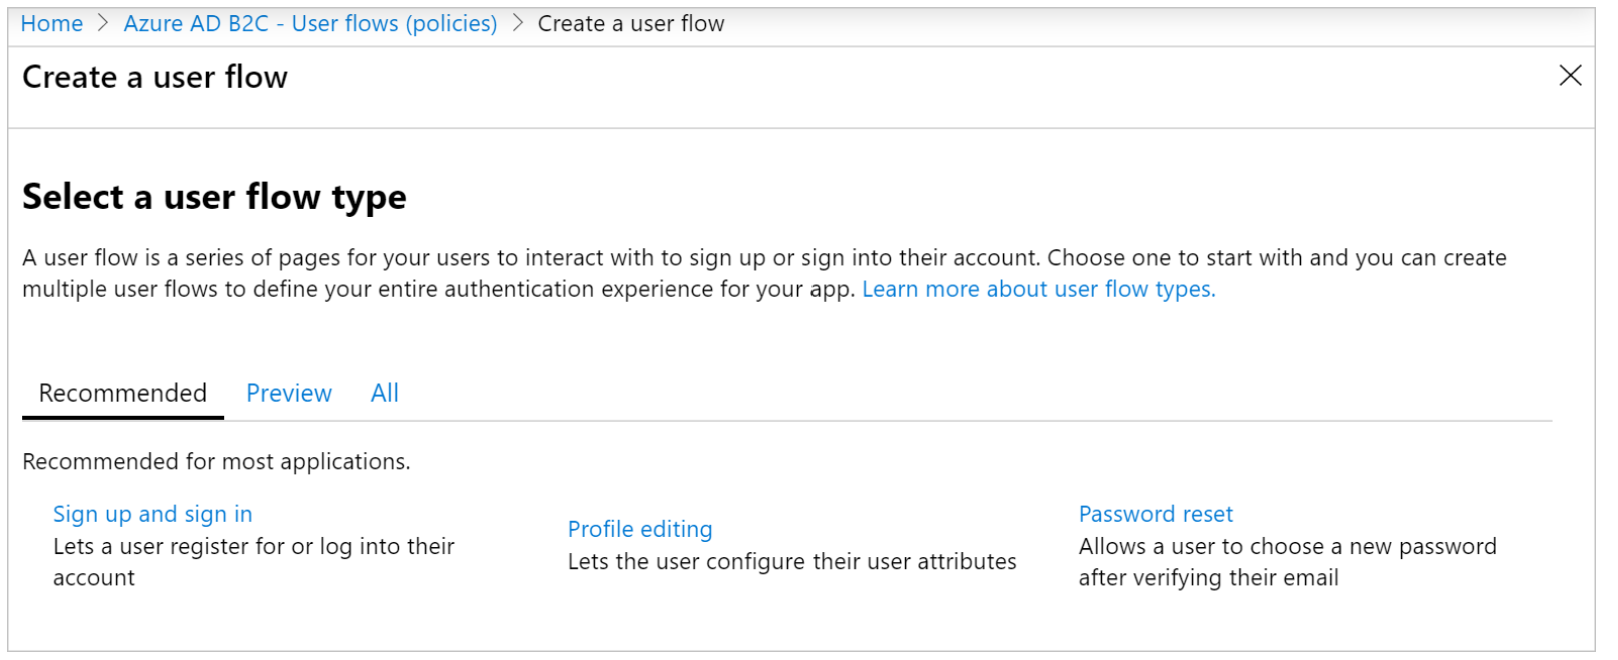 Home > Azure AD B2C - User flows (policies) > Create a user flow
Create a user flow
Select a user flow type
A user flow is a series of pages for your users to interact with to sign up or sign into their account. Choose one to start with and you can create
multiple user flows to define your entire authentication experience for your app. Learn more about user flow types.
Recommended Preview All
Recommended for most applications.
Sign up and sign in
Lets a user register for or log into their
account
Profile editing
Lets the user configure their user attributes
Password reset
Allows a user to choose a new password
after verifying their email